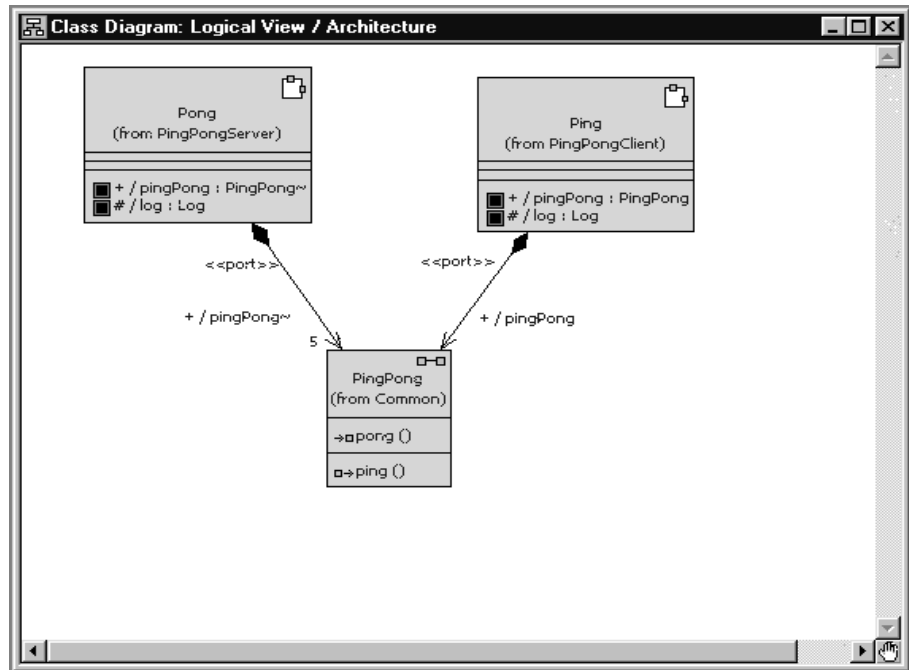 Class Diagram: Logical View / Architecture
Pong
(from PingPongServer)
+ / pingPong : PingPong~
# / log : Log
Ping
(from PingPongClient)
+ / pingPong : PingPong
# / log : Log
<<port>>
<<port>>
+ / pingPong~
+ / pingPong
5
PingPong
(from Common)
pong ()
ping ()